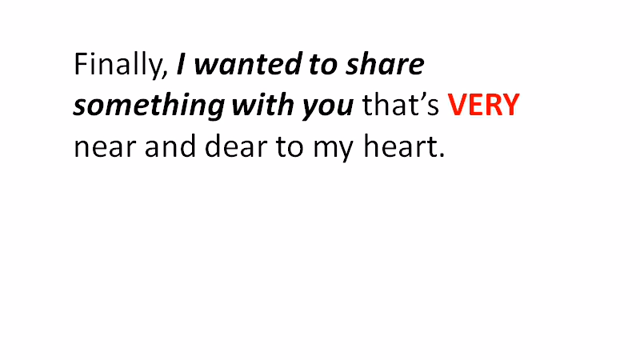 Finally, I wanted to share
something with you that’s VERY
near and dear to my heart.